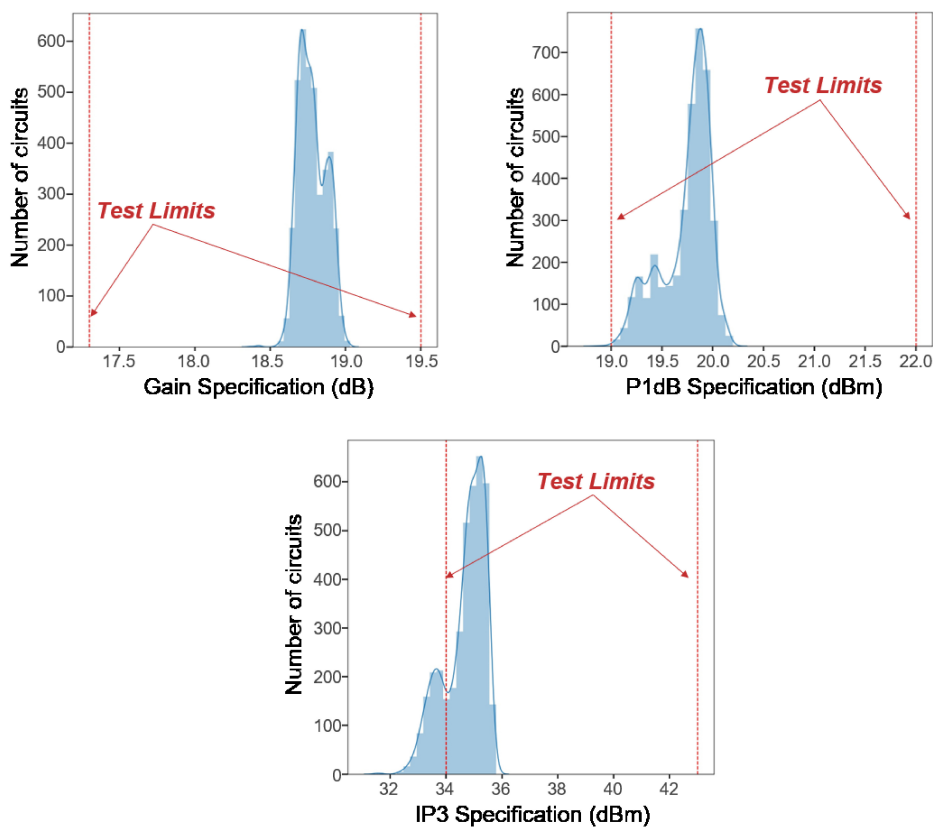 600
500
400
300
200
100
0
Number of circuits
Test Limits
17.5 18.0 18.5 19.0 19.5
Gain Specification (dB)
700
600
500
400
300
200
100
0
Number of circuits
Test Limits
19.0 19.5 20.0 20.5 21.0 21.5 22.0
P1dB Specification (dBm)
600
500
400
300
200
100
0
Number of circuits
Test Limits
32 34 36 38 40 42
IP3 Specification (dBm)